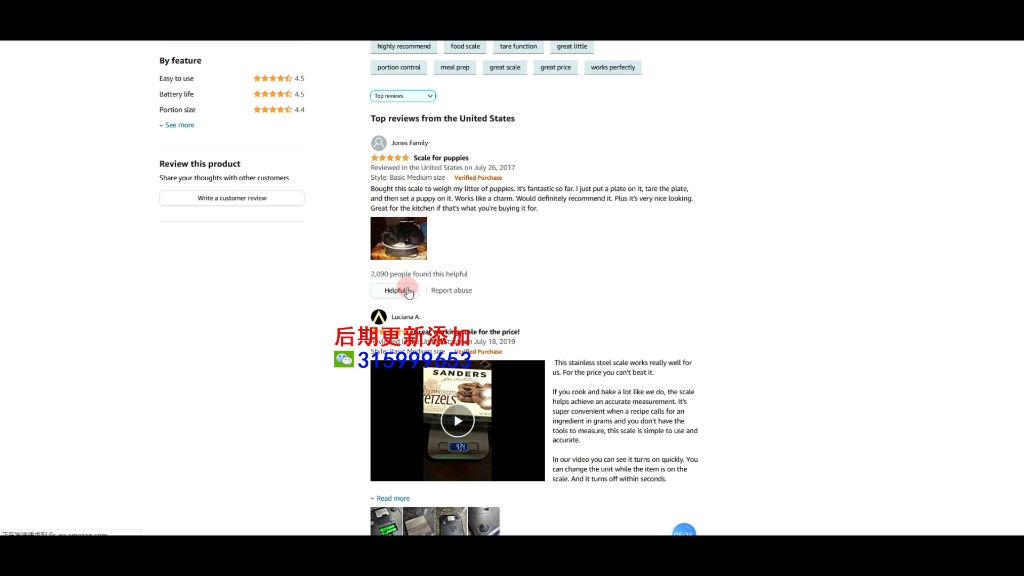 highly recommend
food scale
tare function
great little
portion control
meal prep
great scale
great price
works perfectly
By feature
Easy to use 4.5
Battery life 4.5
Portion size 4.4
See more
Review this product
Share your thoughts with other customers
Write a customer review
Top reviews
Top reviews from the United States
Jones Family
Scale for puppies
Reviewed in the United States on July 26, 2017
Style: Basic Medium size Verified Purchase
Bought this scale to weigh my litter of puppies. It's fantastic so far. I just put a plate on it, tare the plate,
and then set a puppy on it. Works like a charm. Would definitely recommend it. Plus it's very nice looking.
Great for the kitchen if that's what you're buying it for.
2,090 people found this helpful
Helpful
Report abuse
Luciana A.
scale for the price!
on July 18, 2019
Verified Purchase
后期更新添加
315999653
SANDERS
This stainless steel scale works really well for
us. For the price you can't beat it.
If you cook and bake a lot like we do, the scale
helps achieve an accurate measurement. It's
super convenient when a recipe calls for an
ingredient in grams and you don't have the
tools to measure, this scale is simple to use and
accurate.
In our video you can see it turns on quickly. You
can change the unit while the item is on the
scale. And it turns off within seconds.
Read more